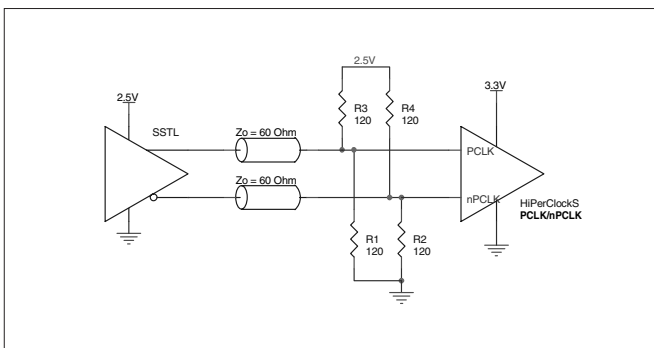 2.5V
2.5V
3.3V
SSTL
R3
120
R4
120
Zo = 60 Ohm
PCLK
Zo = 60 Ohm
nPCLK
HiPerClockS
PCLK/nPCLK
R1
120
R2
120